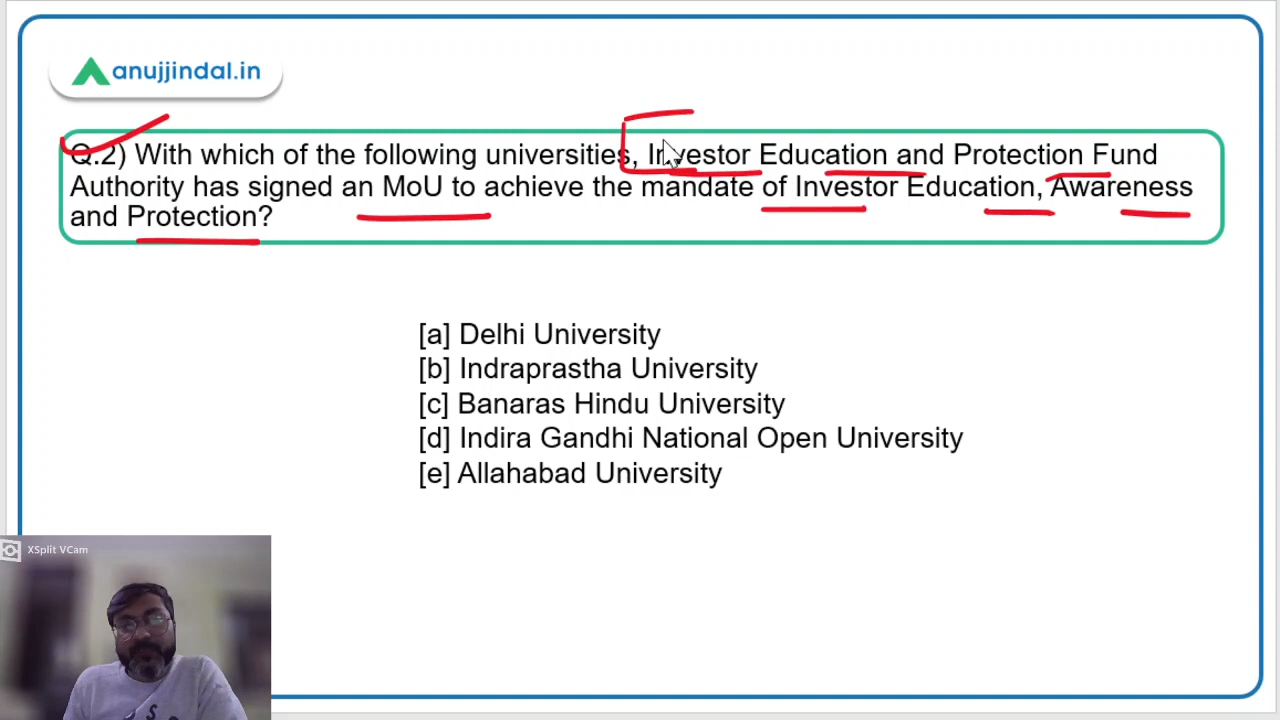 anujjindal.in
Q.2) With which of the following universities, Investor Education and Protection Fund
Authority has signed an MoU to achieve the mandate of Investor Education, Awareness
and Protection?
[a] Delhi University
[b] Indraprastha University
[c] Banaras Hindu University
[d] Indira Gandhi National Open University
[e] Allahabad University
XSplit VCam